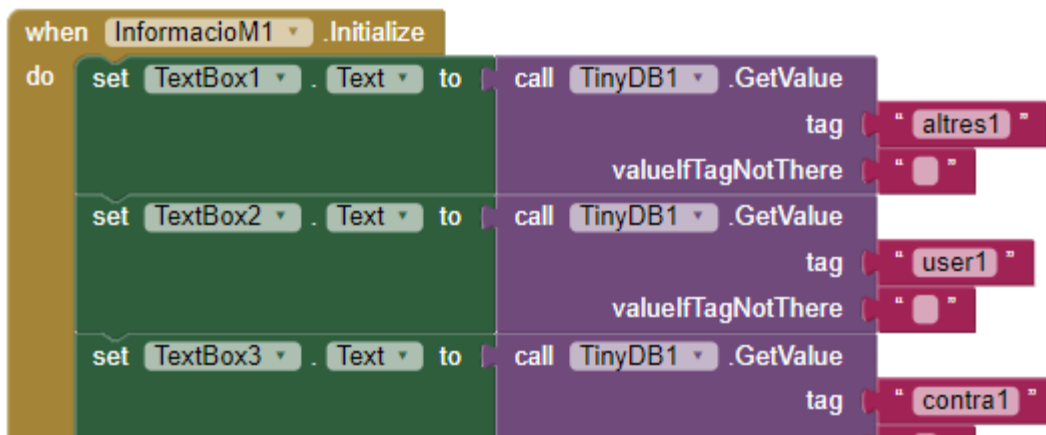 when InformacioM1 .Initialize
do set TextBox1 . Text to call TinyDB1 .GetValue
tag “ altres1 ”
valueIfTagNotThere “ ”
set TextBox2 . Text to call TinyDB1 .GetValue
tag “ user1 ”
valueIfTagNotThere “ ”
set TextBox3 . Text to call TinyDB1 .GetValue
tag “ contra1 ”